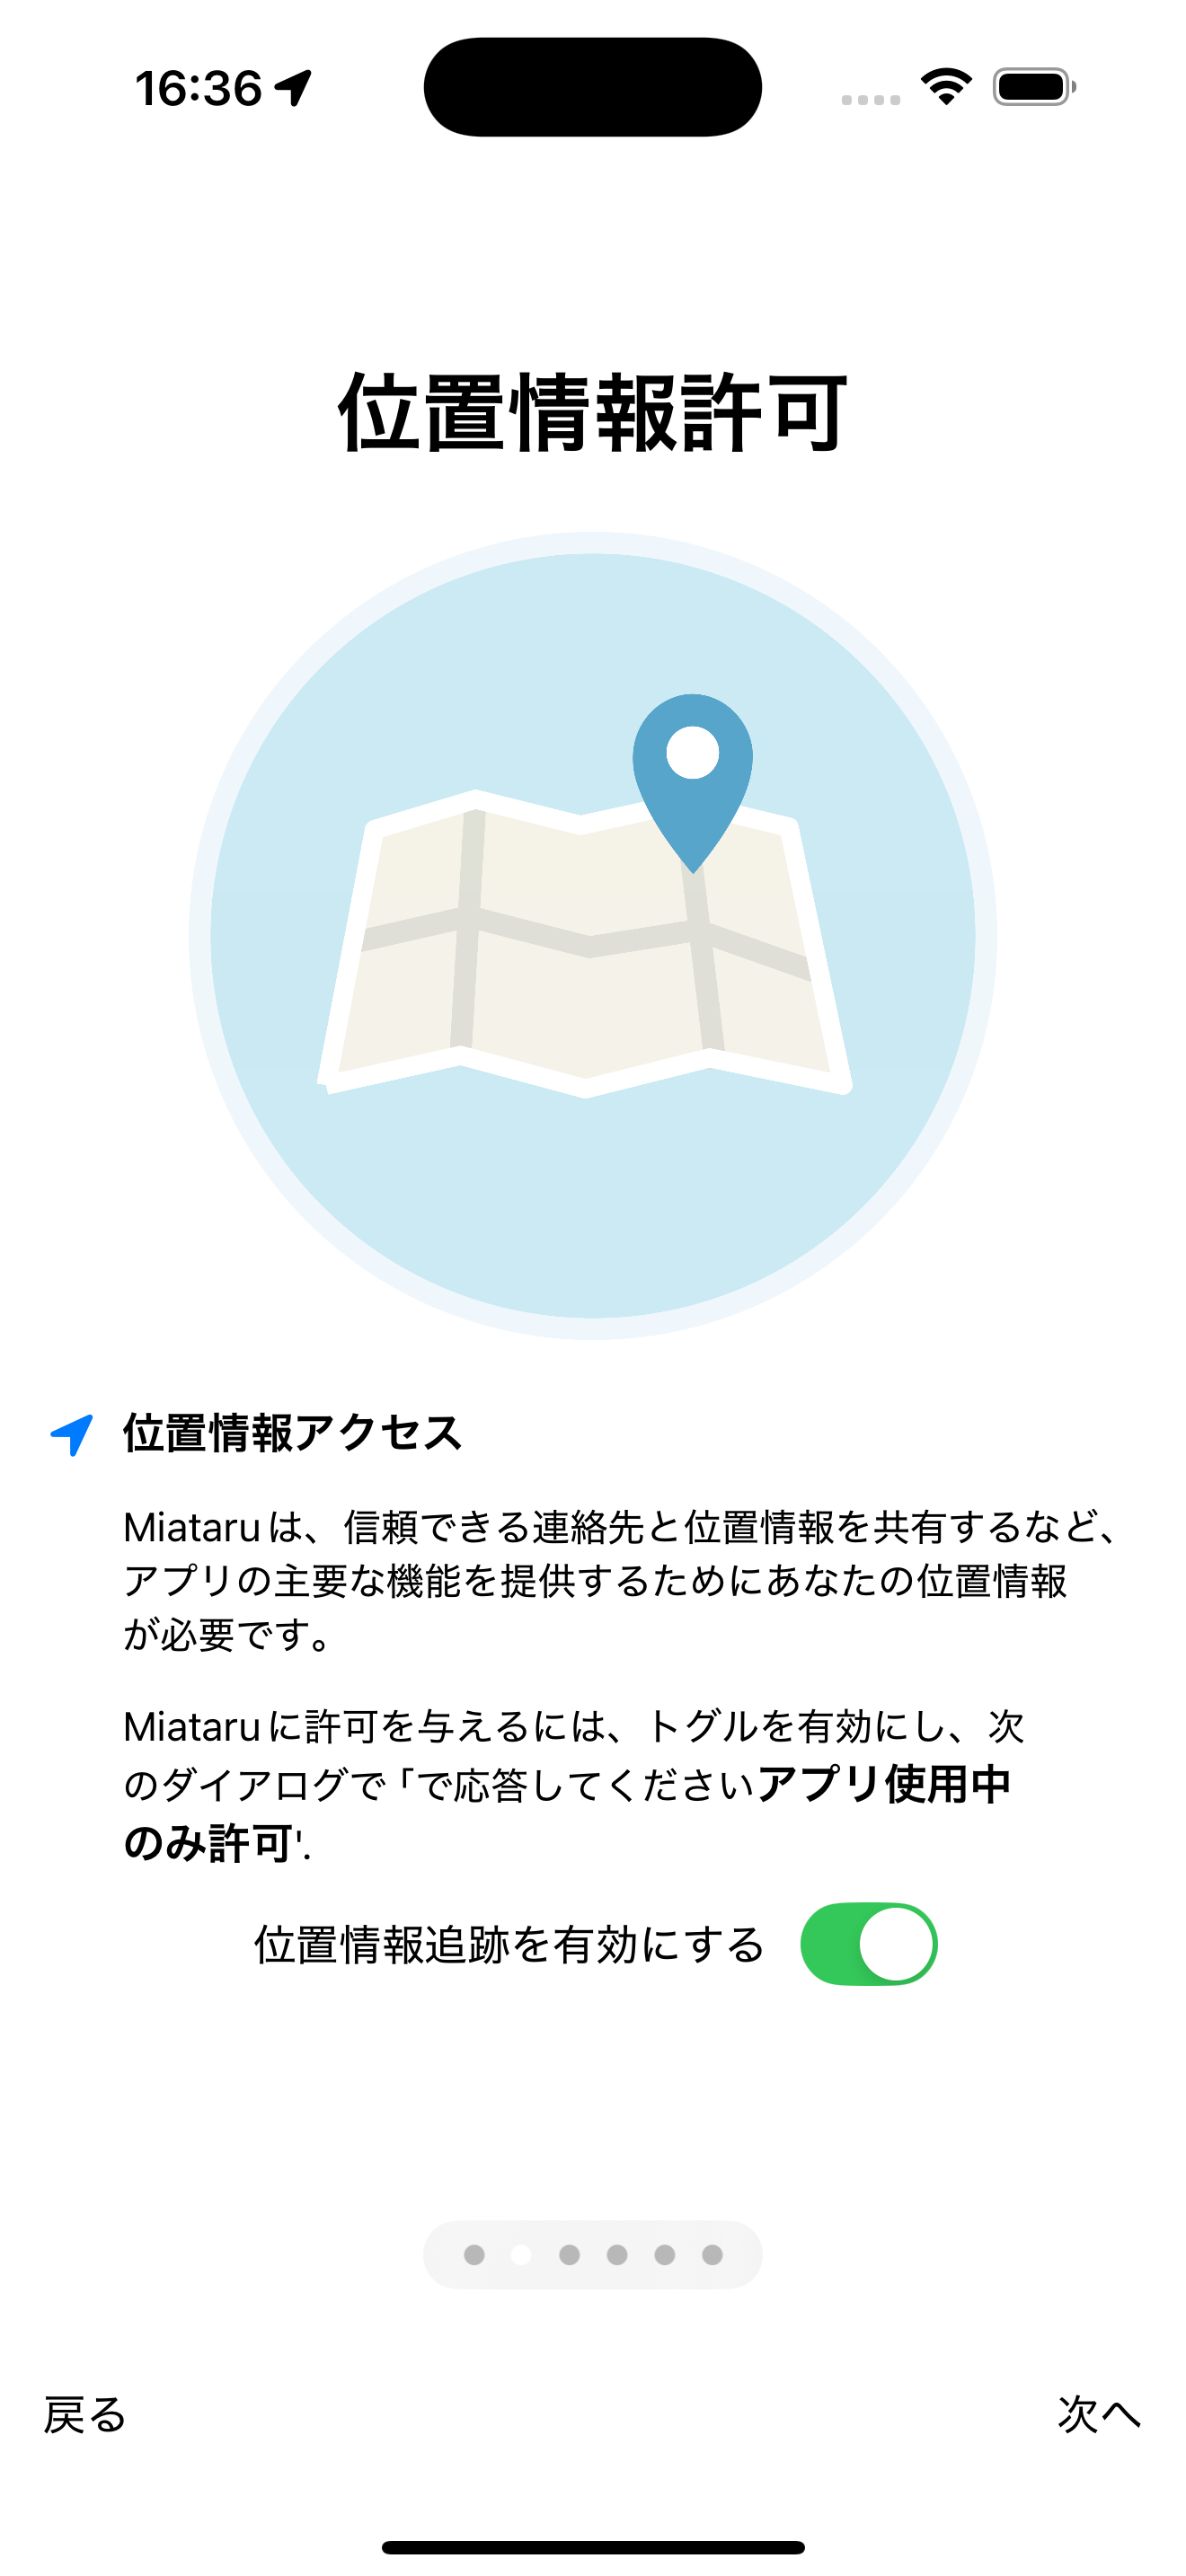 16:36
位置情報許可
位置情報アクセス
Miataruは、信頼できる連絡先と位置情報を共有するなど、
アプリの主要な機能を提供するためにあなたの位置情報
が必要です。
Miataruに許可を与えるには、トグルを有効にし、次
のダイアログで「で応答してくださいアプリ使用中
のみ許可'.
位置情報追跡を有効にする
戻る
次へ